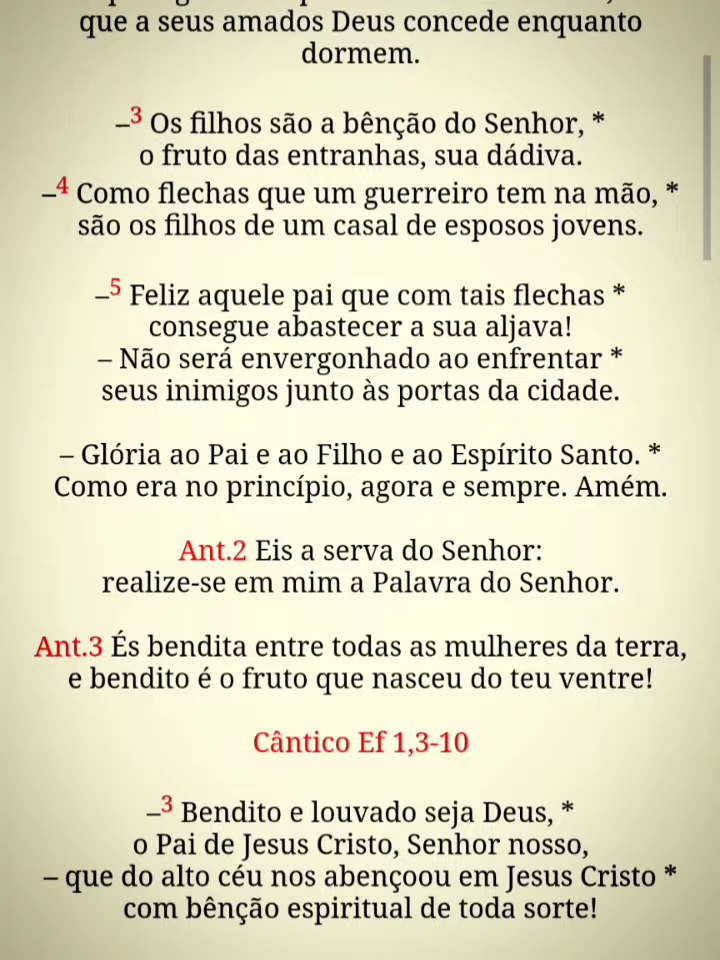 que a seus amados Deus concede enquanto
dormem.
–3 Os filhos são a bênção do Senhor, *
o fruto das entranhas, sua dádiva.
–4 Como flechas que um guerreiro tem na mão, *
são os filhos de um casal de esposos jovens.
–5 Feliz aquele pai que com tais flechas *
consegue abastecer a sua aljava!
– Não será envergonhado ao enfrentar *
seus inimigos junto às portas da cidade.
– Glória ao Pai e ao Filho e ao Espírito Santo. *
Como era no princípio, agora e sempre. Amém.
Ant.2 Eis a serva do Senhor:
realize-se em mim a Palavra do Senhor.
Ant.3 És bendita entre todas as mulheres da terra,
e bendito é o fruto que nasceu do teu ventre!
Cântico Ef 1,3-10
–3 Bendito e louvado seja Deus, *
o Pai de Jesus Cristo, Senhor nosso,
– que do alto céu nos abençoou em Jesus Cristo *
com bênção espiritual de toda sorte!